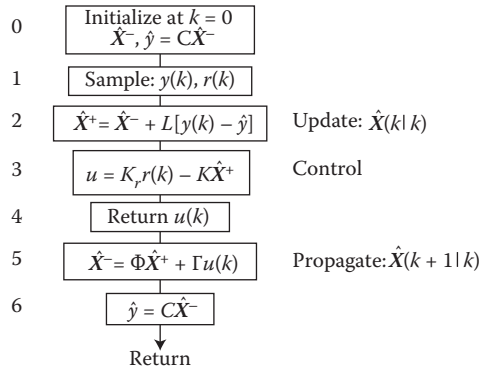 0 Initialize at k = 0
X̂⁻, ŷ = CX̂⁻
1 Sample: y(k), r(k)
2 X̂⁺= X̂⁻ + L[y(k) – ŷ] Update: X̂(k|k)
3 u = Kᵣr(k) – KX̂⁺ Control
4 Return u(k)
5 X̂⁻= ΦX̂⁺ + Γu(k) Propagate: X̂(k + 1|k)
6 ŷ = CX̂⁻
Return